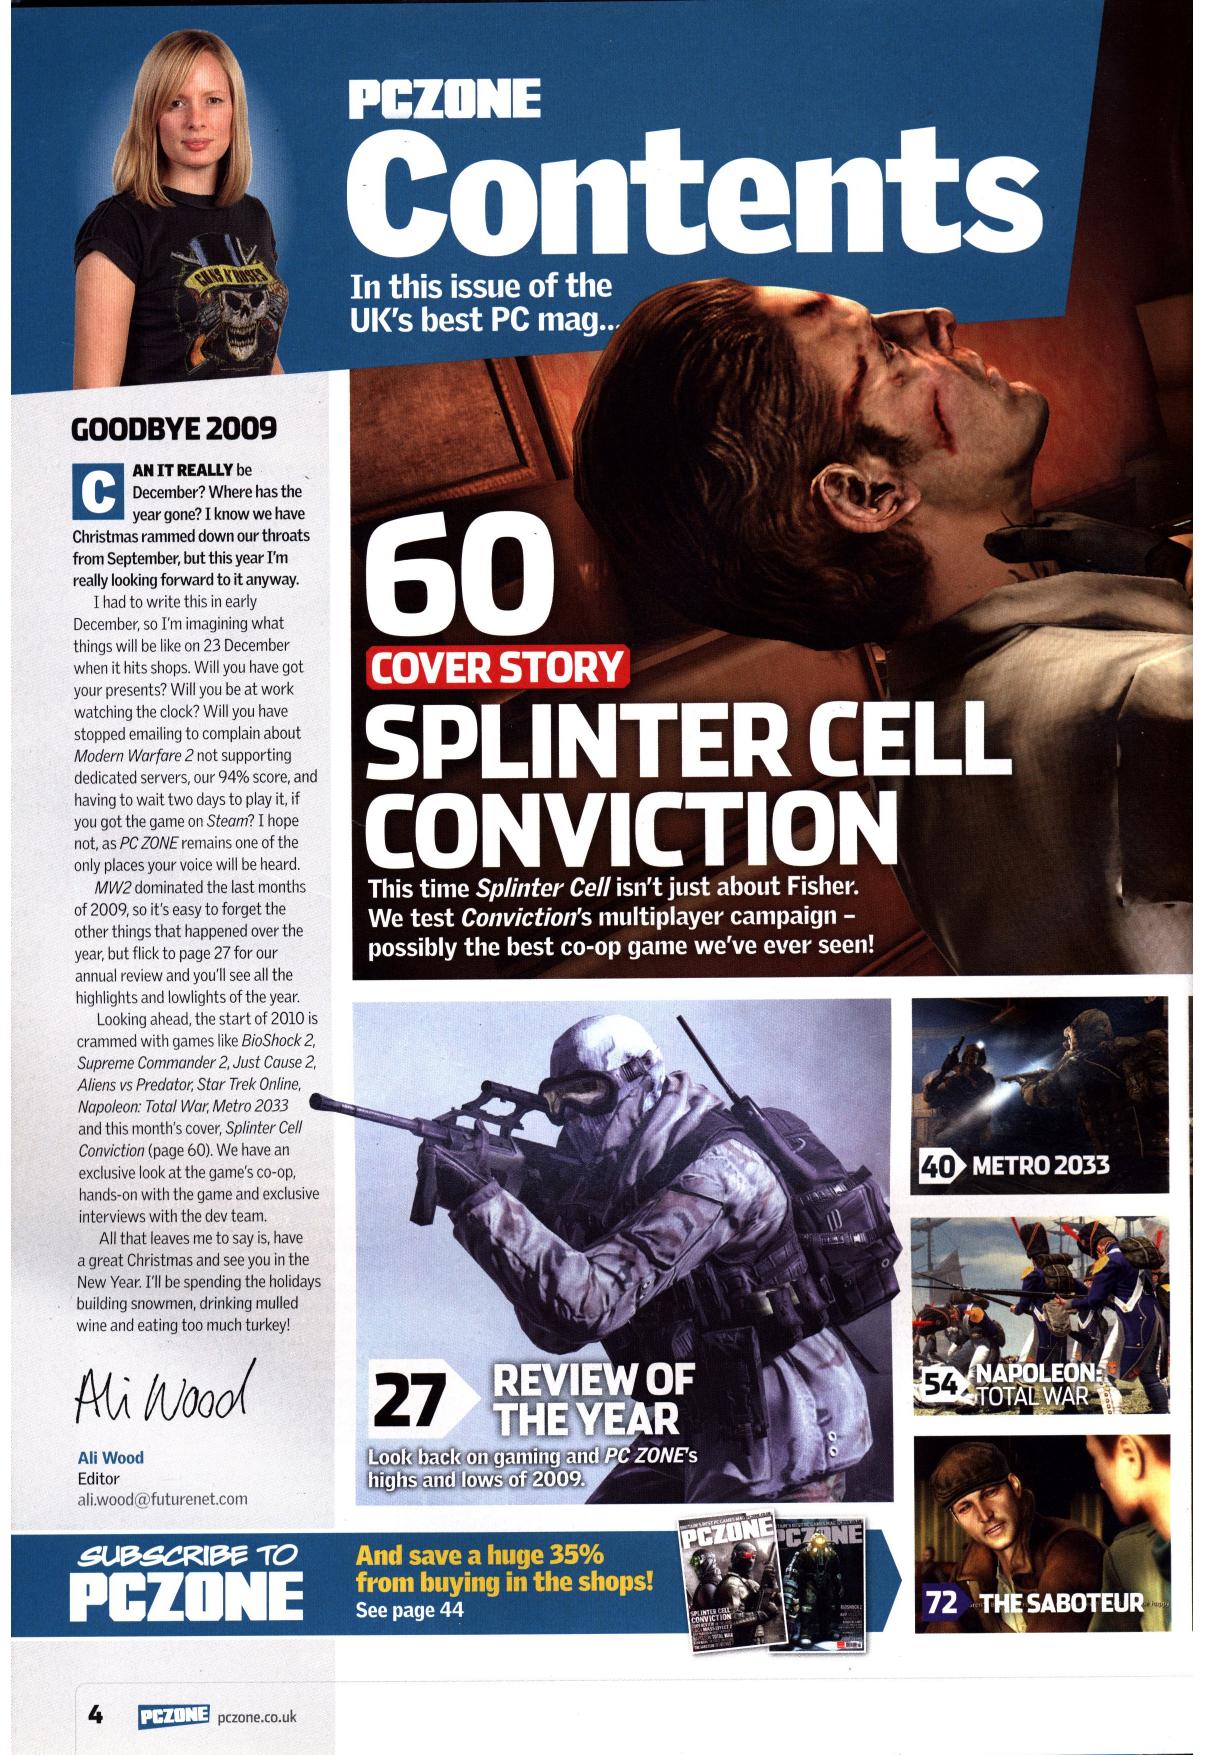 PCZONE
Contents
In this issue of the
UK's best PC mag...
GUNS N' ROSES
GOODBYE 2009
CAN IT REALLY be
December? Where has the
year gone? I know we have
Christmas rammed down our throats
from September, but this year I'm
really looking forward to it anyway.
I had to write this in early
December, so I'm imagining what
things will be like on 23 December
when it hits shops. Will you have got
your presents? Will you be at work
watching the clock? Will you have
stopped emailing to complain about
Modern Warfare 2 not supporting
dedicated servers, our 94% score, and
having to wait two days to play it, if
you got the game on Steam? I hope
not, as PC ZONE remains one of the
only places your voice will be heard.
MW2 dominated the last months
of 2009, so it's easy to forget the
other things that happened over the
year, but flick to page 27 for our
annual review and you'll see all the
highlights and lowlights of the year.
Looking ahead, the start of 2010 is
crammed with games like BioShock 2,
Supreme Commander 2, Just Cause 2,
Aliens vs Predator, Star Trek Online,
Napoleon: Total War, Metro 2033
and this month's cover, Splinter Cell
Conviction (page 60). We have an
exclusive look at the game's co-op,
hands-on with the game and exclusive
interviews with the dev team.
All that leaves me to say is, have
a great Christmas and see you in the
New Year. I'll be spending the holidays
building snowmen, drinking mulled
wine and eating too much turkey!
Ali Wood
Ali Wood
Editor
ali.wood@futurenet.com
60
COVER STORY
SPLINTER CELL
CONVICTION
This time Splinter Cell isn't just about Fisher.
We test Conviction's multiplayer campaign –
possibly the best co-op game we've ever seen!
27 REVIEW OF
THE YEAR
Look back on gaming and PC ZONE's
highs and lows of 2009.
40 METRO 2033
54 NAPOLEON:
TOTAL WAR
72 THE SABOTEUR
SUBSCRIBE TO
PCZONE
And save a huge 35%
from buying in the shops!
See page 44
PCZONE
SPLINTER CELL
CONVICTION
PCZONE
BIOSHOCK 2
4 PCZONE pczone.co.uk